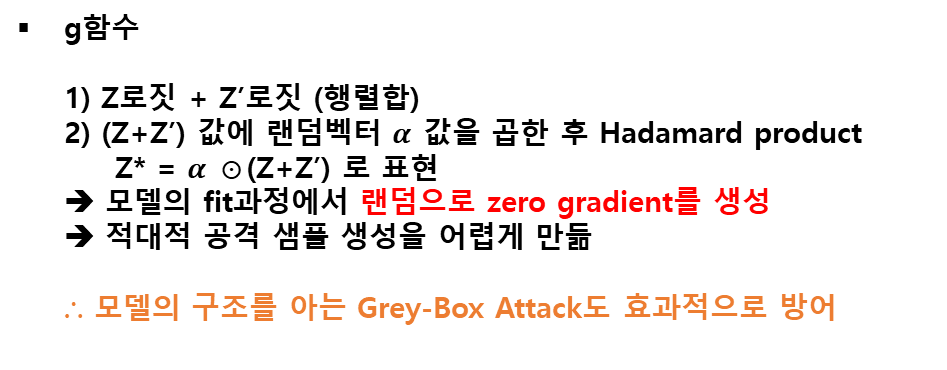 ▪ g함수
1) Z로짓 + Z′로짓 (행렬합)
2) (Z+Z′) 값에 랜덤벡터 𝜶 값을 곱한 후 Hadamard product
Z* = 𝜶 ⊙(Z+Z′) 로 표현
➔ 모델의 fit과정에서 랜덤으로 zero gradient를 생성
➔ 적대적 공격 샘플 생성을 어렵게 만듦
∴ 모델의 구조를 아는 Grey-Box Attack도 효과적으로 방어